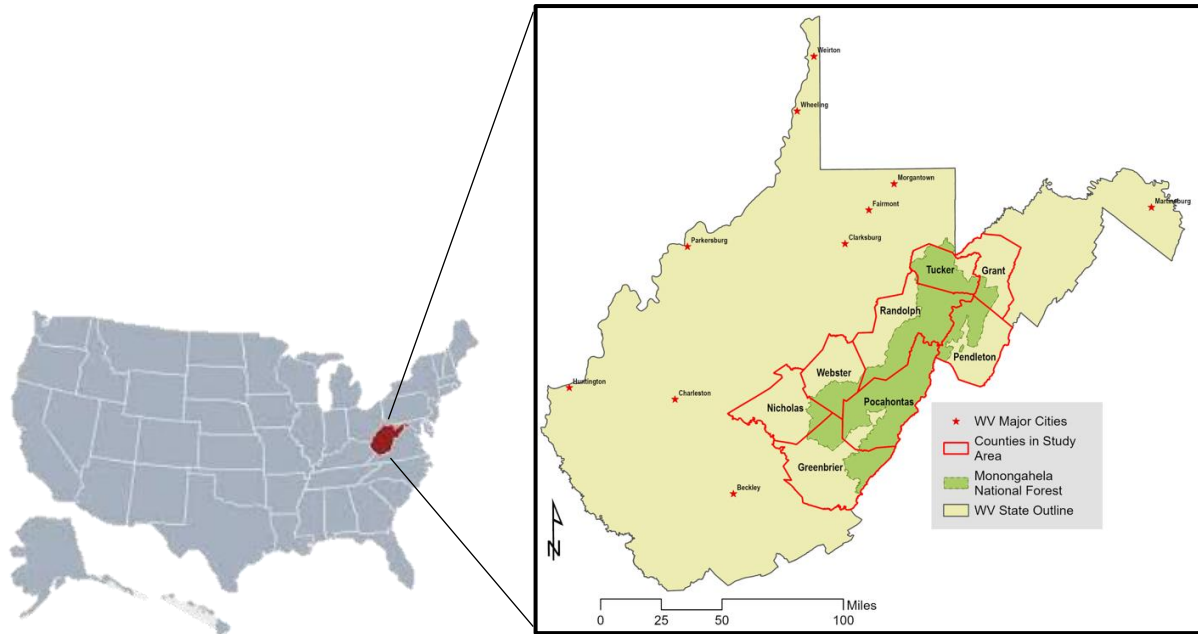 Weirton
Wheeling
Morgantown
Martinsburg
Fairmont
Clarksburg
Parkersburg
Tucker
Grant
Randolph
Pendleton
Webster
Huntington
Charleston
Nicholas
Pocahontas
WV Major Cities
Counties in Study
Area
Greenbrier
Monongahela
National Forest
Beckley
WV State Outline
N
Miles
0 25 50 100